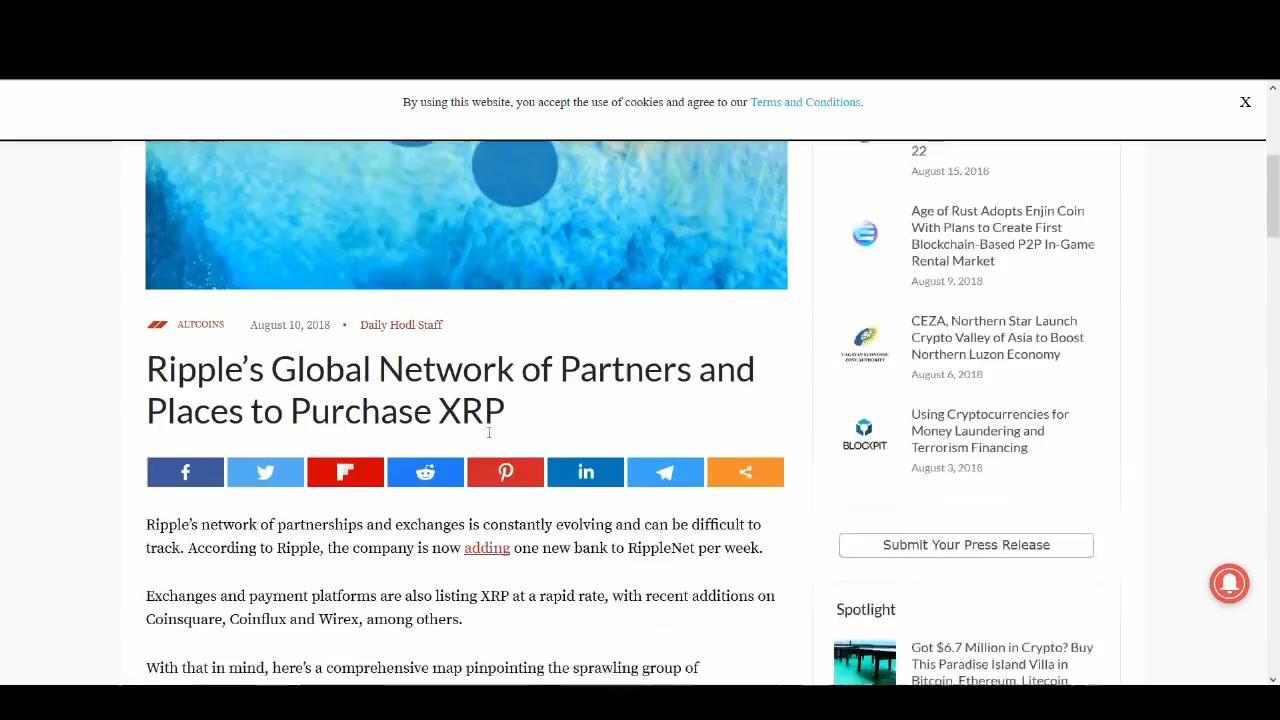 By using this website, you accept the use of cookies and agree to our Terms and Conditions.
X
22
August 15, 2018
Age of Rust Adopts Enjin Coin
With Plans to Create First
Blockchain-Based P2P In-Game
Rental Market
August 9, 2018
CEZA, Northern Star Launch
Crypto Valley of Asia to Boost
Northern Luzon Economy
August 6, 2018
Using Cryptocurrencies for
Money Laundering and
Terrorism Financing
August 3, 2018
BLOCKPIT
ALTCOINS August 10, 2018 • Daily Hodl Staff
Ripple’s Global Network of Partners and
Places to Purchase XRP
Ripple’s network of partnerships and exchanges is constantly evolving and can be difficult to
track. According to Ripple, the company is now adding one new bank to RippleNet per week.
Exchanges and payment platforms are also listing XRP at a rapid rate, with recent additions on
Coinsquare, Coinflux and Wirex, among others.
With that in mind, here’s a comprehensive map pinpointing the sprawling group of
Submit Your Press Release
Spotlight
Got $6.7 Million in Crypto? Buy
This Paradise Island Villa in
Bitcoin, Ethereum, Litecoin,